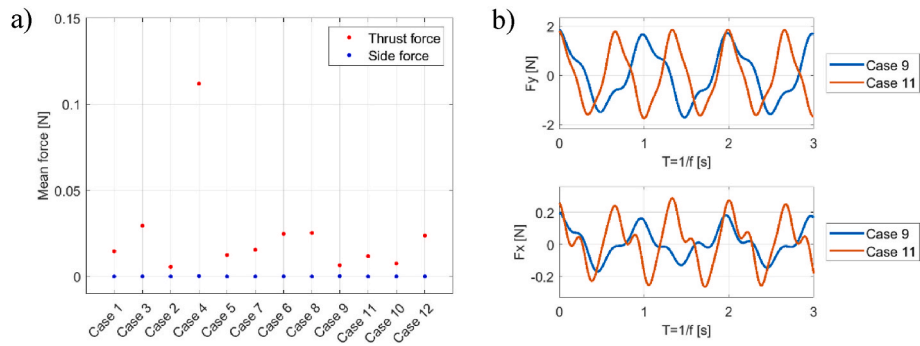 a)
0.15
0.1
0.05
0
Mean force [N]
Thrust force
Side force
Case 1
Case 3
Case 2
Case 4
Case 5
Case 7
Case 6
Case 8
Case 9
Case 11
Case 10
Case 12
b)
2
0
-2
Fy [N]
0 1 2 3
T=1/f [s]
Case 9
Case 11
0.2
0
-0.2
Fx [N]
0 1 2 3
T=1/f [s]
Case 9
Case 11